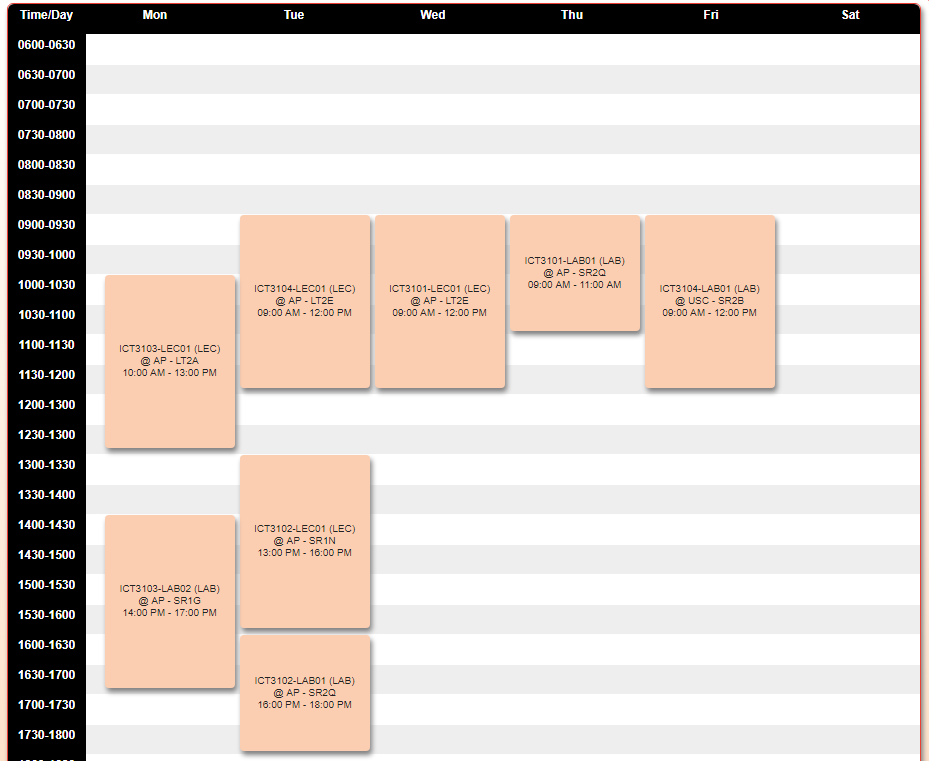 Time/Day Mon Tue Wed Thu Fri Sat
0600-0630
0630-0700
0700-0730
0730-0800
0800-0830
0830-0900
0900-0930
0930-1000
1000-1030
1030-1100
1100-1130
1130-1200
1200-1300
1230-1300
1300-1330
1330-1400
1400-1430
1430-1500
1500-1530
1530-1600
1600-1630
1630-1700
1700-1730
1730-1800
ICT3103-LEC01 (LEC)
@ AP - LT2A
10:00 AM - 13:00 PM
ICT3103-LAB02 (LAB)
@ AP - SR1G
14:00 PM - 17:00 PM
ICT3104-LEC01 (LEC)
@ AP - LT2E
09:00 AM - 12:00 PM
ICT3102-LEC01 (LEC)
@ AP - SR1N
13:00 PM - 16:00 PM
ICT3102-LAB01 (LAB)
@ AP - SR2Q
16:00 PM - 18:00 PM
ICT3101-LEC01 (LEC)
@ AP - LT2E
09:00 AM - 12:00 PM
ICT3101-LAB01 (LAB)
@ AP - SR2Q
09:00 AM - 11:00 AM
ICT3104-LAB01 (LAB)
@ USC - SR2B
09:00 AM - 12:00 PM